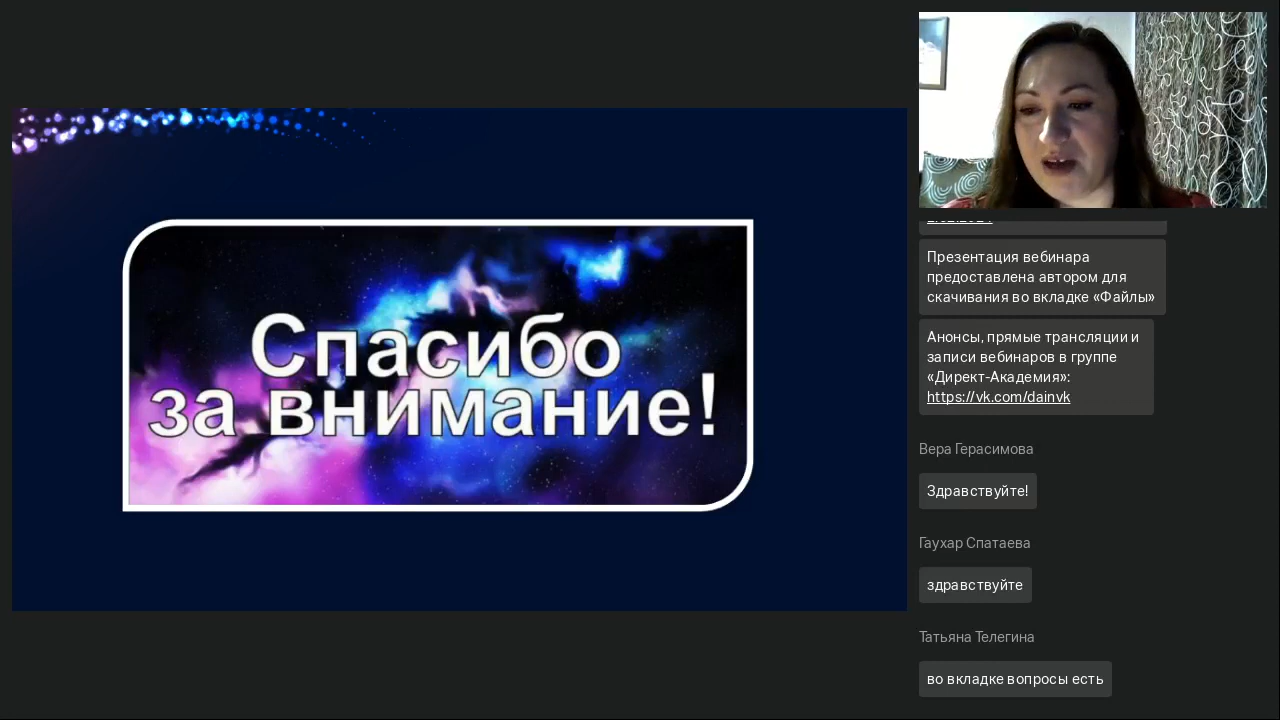 Спасибо
за внимание!
Презентация вебинара
предоставлена автором для
скачивания во вкладке «Файлы»
Анонсы, прямые трансляции и
записи вебинаров в группе
«Директ-Академия»:
https://vk.com/dainvk
Вера Герасимова
Здравствуйте!
Гаухар Спатаева
здравствуйте
Татьяна Телегина
во вкладке вопросы есть